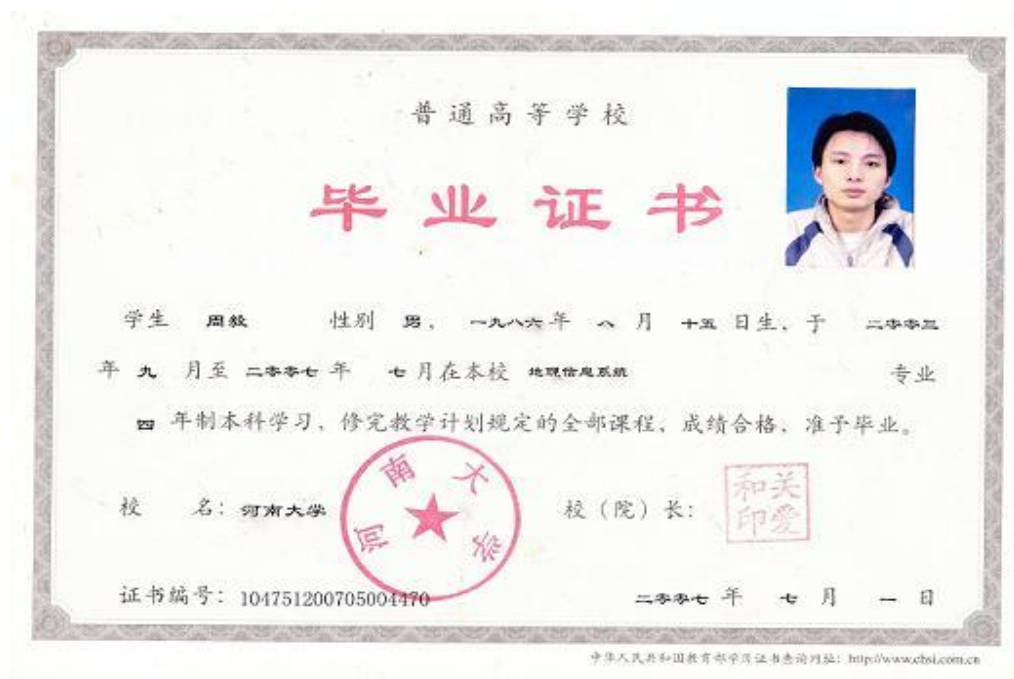 普通高等学校
毕业证书
学生 周毅 性别 男、一九八六年 八 月 十五 日生、于 二零零三
年 九 月至 二零零七 年 七 月在本校 地理信息系统 专业
四 年制本科学习、修完教学计划规定的全部课程、成绩合格、准予毕业。
河南大学
关爱和印
校 名：河南大学 校（院）长：
证书编号：104751200705004470 二零零七 年 七 月 一 日
中华人民共和国教育部学历证书查询网址：http://www.chsi.com.cn